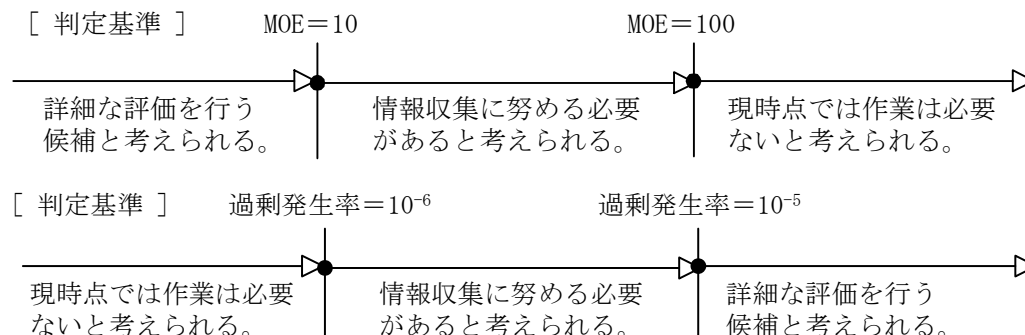 [ 判定基準 ] MOE＝10 MOE＝100
詳細な評価を行う 情報収集に努める必要 現時点では作業は必要
候補と考えられる。 があると考えられる。 ないと考えられる。
[ 判定基準 ] 過剰発生率＝10⁻⁶ 過剰発生率＝10⁻⁵
現時点では作業は必要 情報収集に努める必要 詳細な評価を行う
ないと考えられる。 があると考えられる。 候補と考えられる。